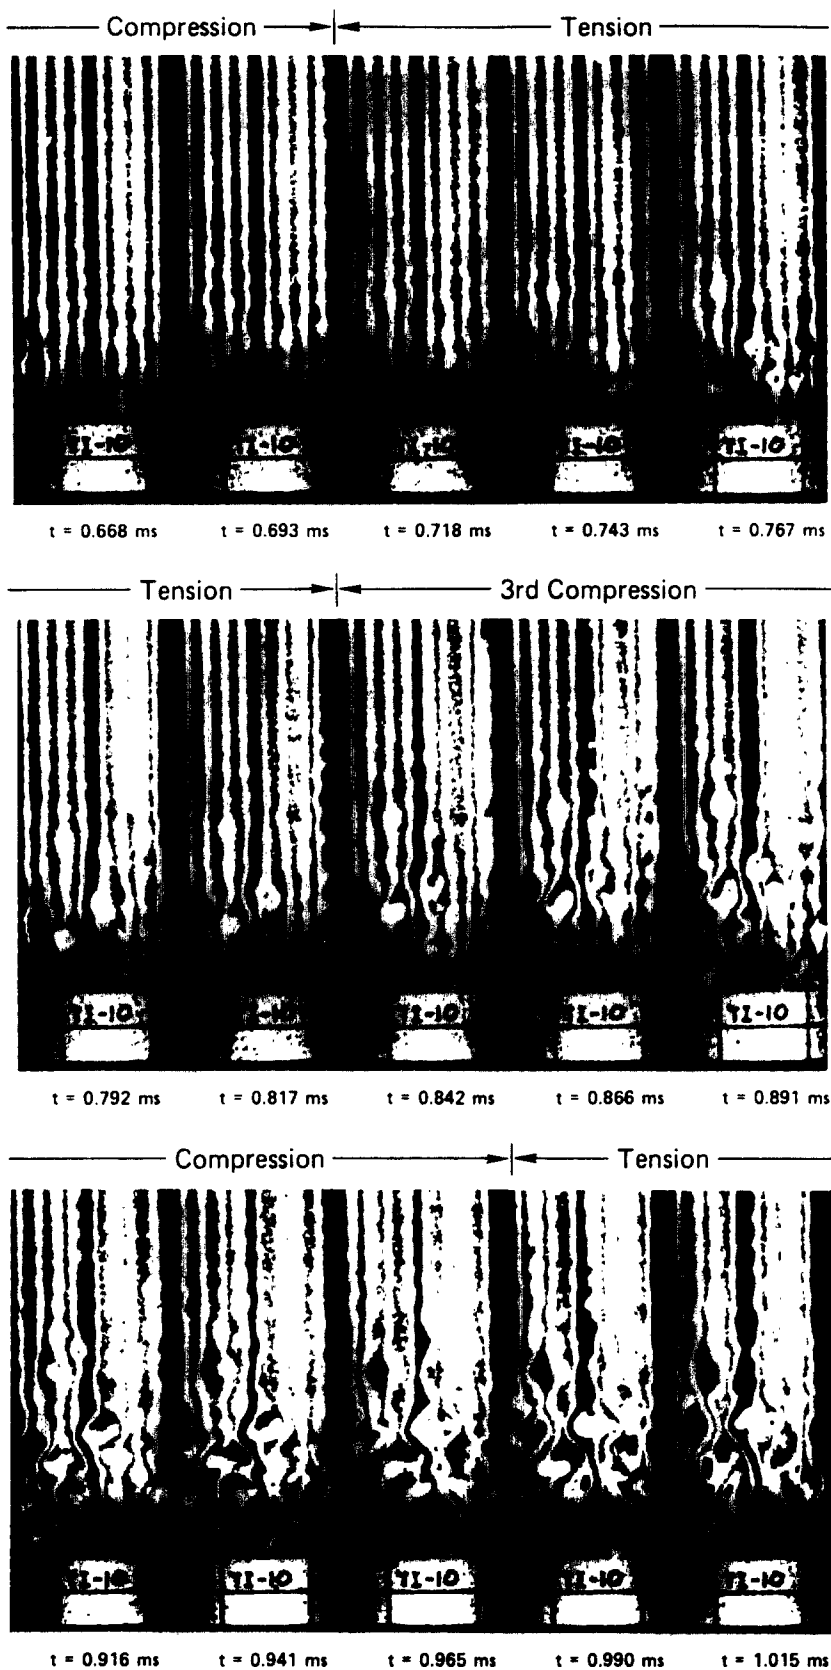 Compression Tension
TI-10 TI-10 TI-10 TI-10 TI-10
t = 0.668 ms t = 0.693 ms t = 0.718 ms t = 0.743 ms t = 0.767 ms
Tension 3rd Compression
TI-10 TI-10 TI-10 TI-10 TI-10
t = 0.792 ms t = 0.817 ms t = 0.842 ms t = 0.866 ms t = 0.891 ms
Compression Tension
TI-10 TI-10 TI-10 TI-10 TI-10
t = 0.916 ms t = 0.941 ms t = 0.965 ms t = 0.990 ms t = 1.015 ms